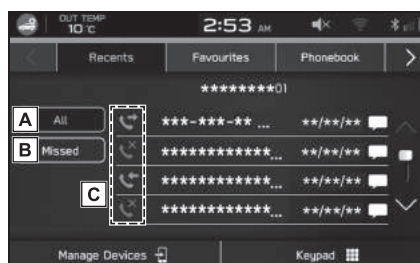 OUT TEMP
10 °C
2:53 AM
Recents Favourites Phonebook
********01
A All ***-***-** ... **/**/**
B Missed ************... **/**/**
************... **/**/**
C ************... **/**/**
Manage Devices Keypad